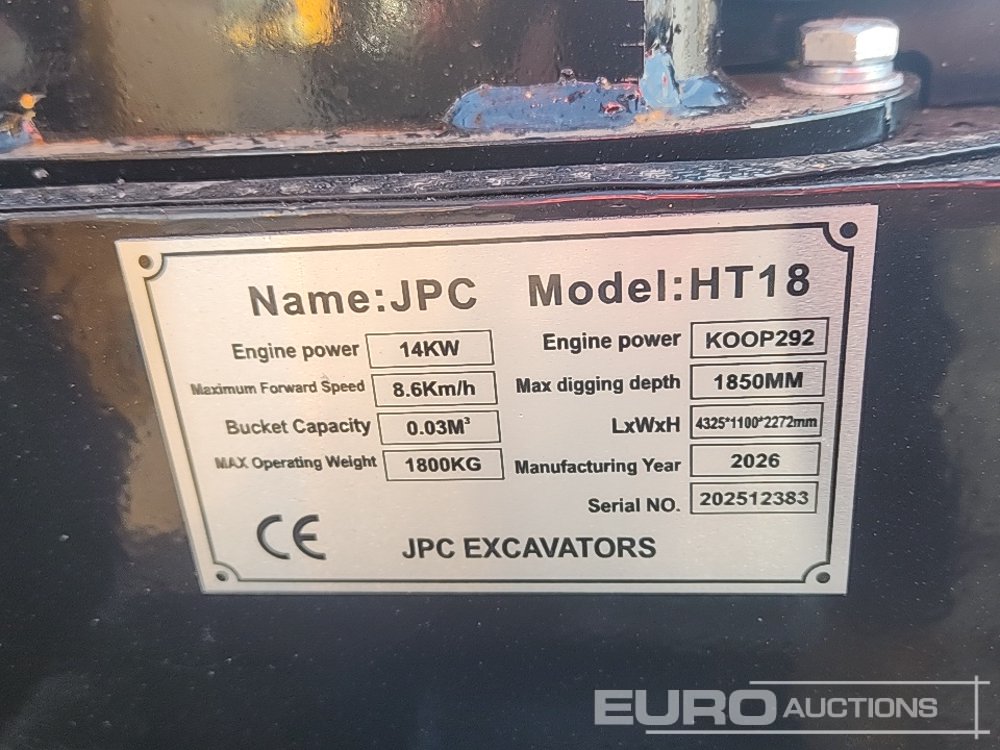 Name:JPC Model:HT18
Engine power 14KW Engine power KOOP292
Maximum Forward Speed 8.6Km/h Max digging depth 1850MM
Bucket Capacity 0.03M³ LxWxH 4325*1100*2272mm
MAX Operating Weight 1800KG Manufacturing Year 2026
Serial NO. 202512383
CE JPC EXCAVATORS
EURO AUCTIONS